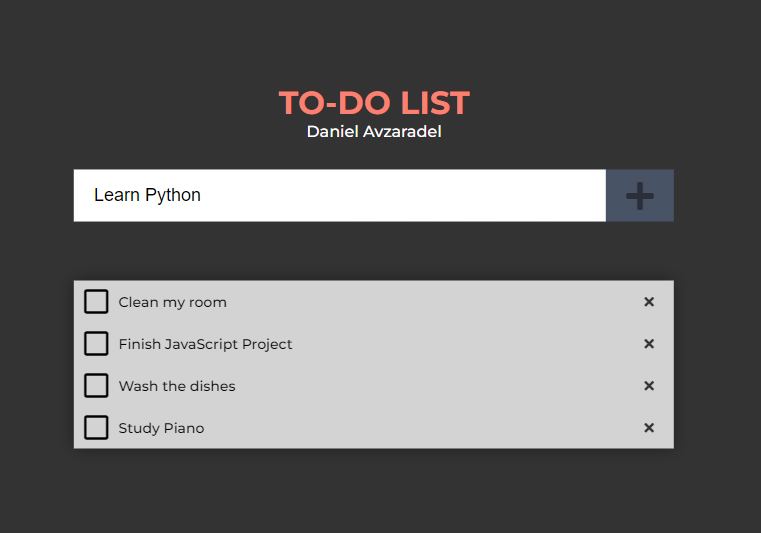 TO-DO LIST
Daniel Avzaradel
Learn Python
Clean my room
Finish JavaScript Project
Wash the dishes
Study Piano